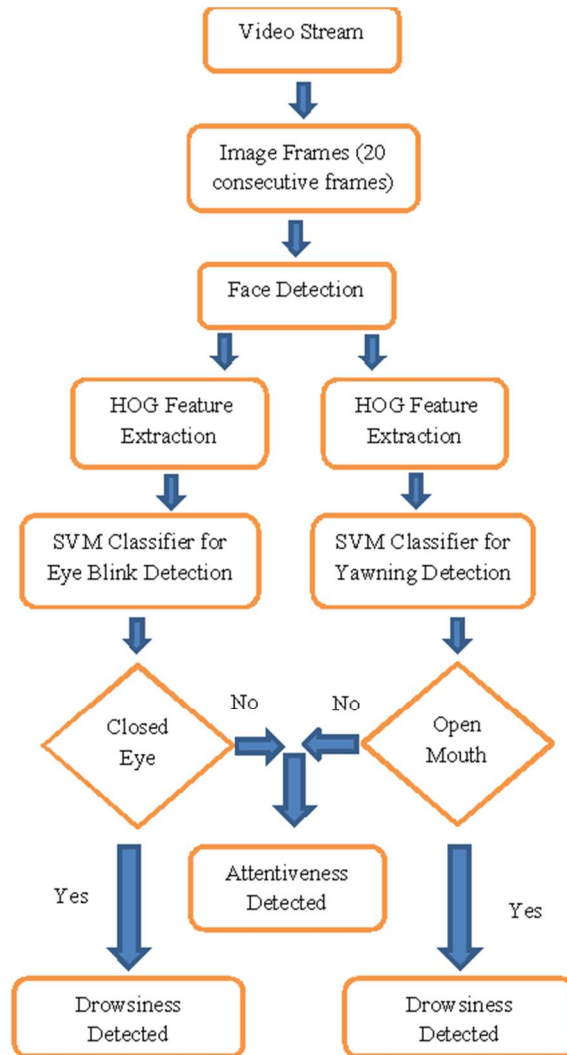 Video Stream
Image Frames (20
consecutive frames)
Face Detection
HOG Feature
Extraction
HOG Feature
Extraction
SVM Classifier for
Eye Blink Detection
SVM Classifier for
Yawning Detection
Closed
Eye
No
No
Open
Mouth
Attentiveness
Detected
Yes
Yes
Drowsiness
Detected
Drowsiness
Detected